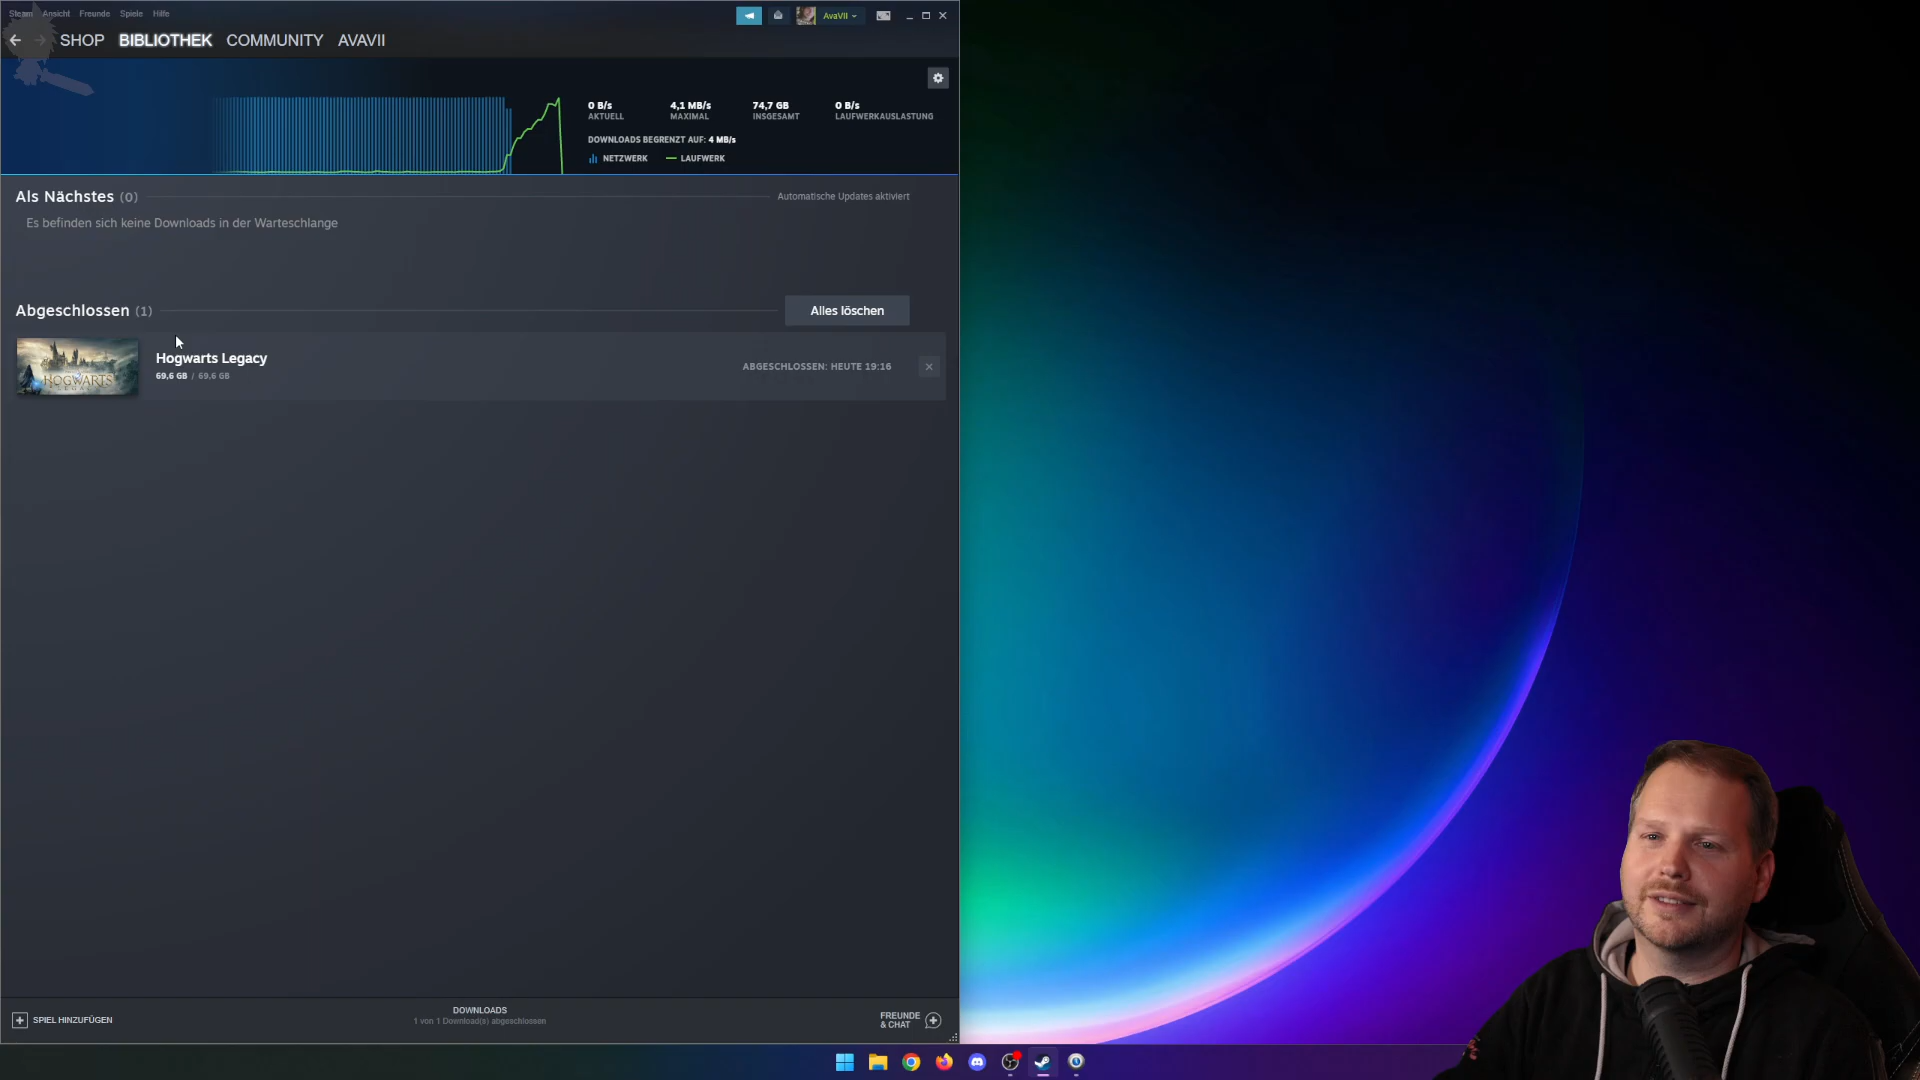 Steam Ansicht Freunde Spiele Hilfe
AvaVII
SHOP BIBLIOTHEK COMMUNITY AVAVII
0 B/s 4,1 MB/s 74,7 GB 0 B/s
AKTUELL MAXIMAL INSGESAMT LAUFWERKAUSLASTUNG
DOWNLOADS BEGRENZT AUF: 4 MB/s
NETZWERK LAUFWERK
Als Nächstes (0) Automatische Updates aktiviert
Es befinden sich keine Downloads in der Warteschlange
Abgeschlossen (1) Alles löschen
HOGWARTS
LEGACY
Hogwarts Legacy
69,6 GB / 69,6 GB
ABGESCHLOSSEN: HEUTE 19:16
SPIEL HINZUFÜGEN
DOWNLOADS
1 von 1 Download(s) abgeschlossen
FREUNDE
& CHAT